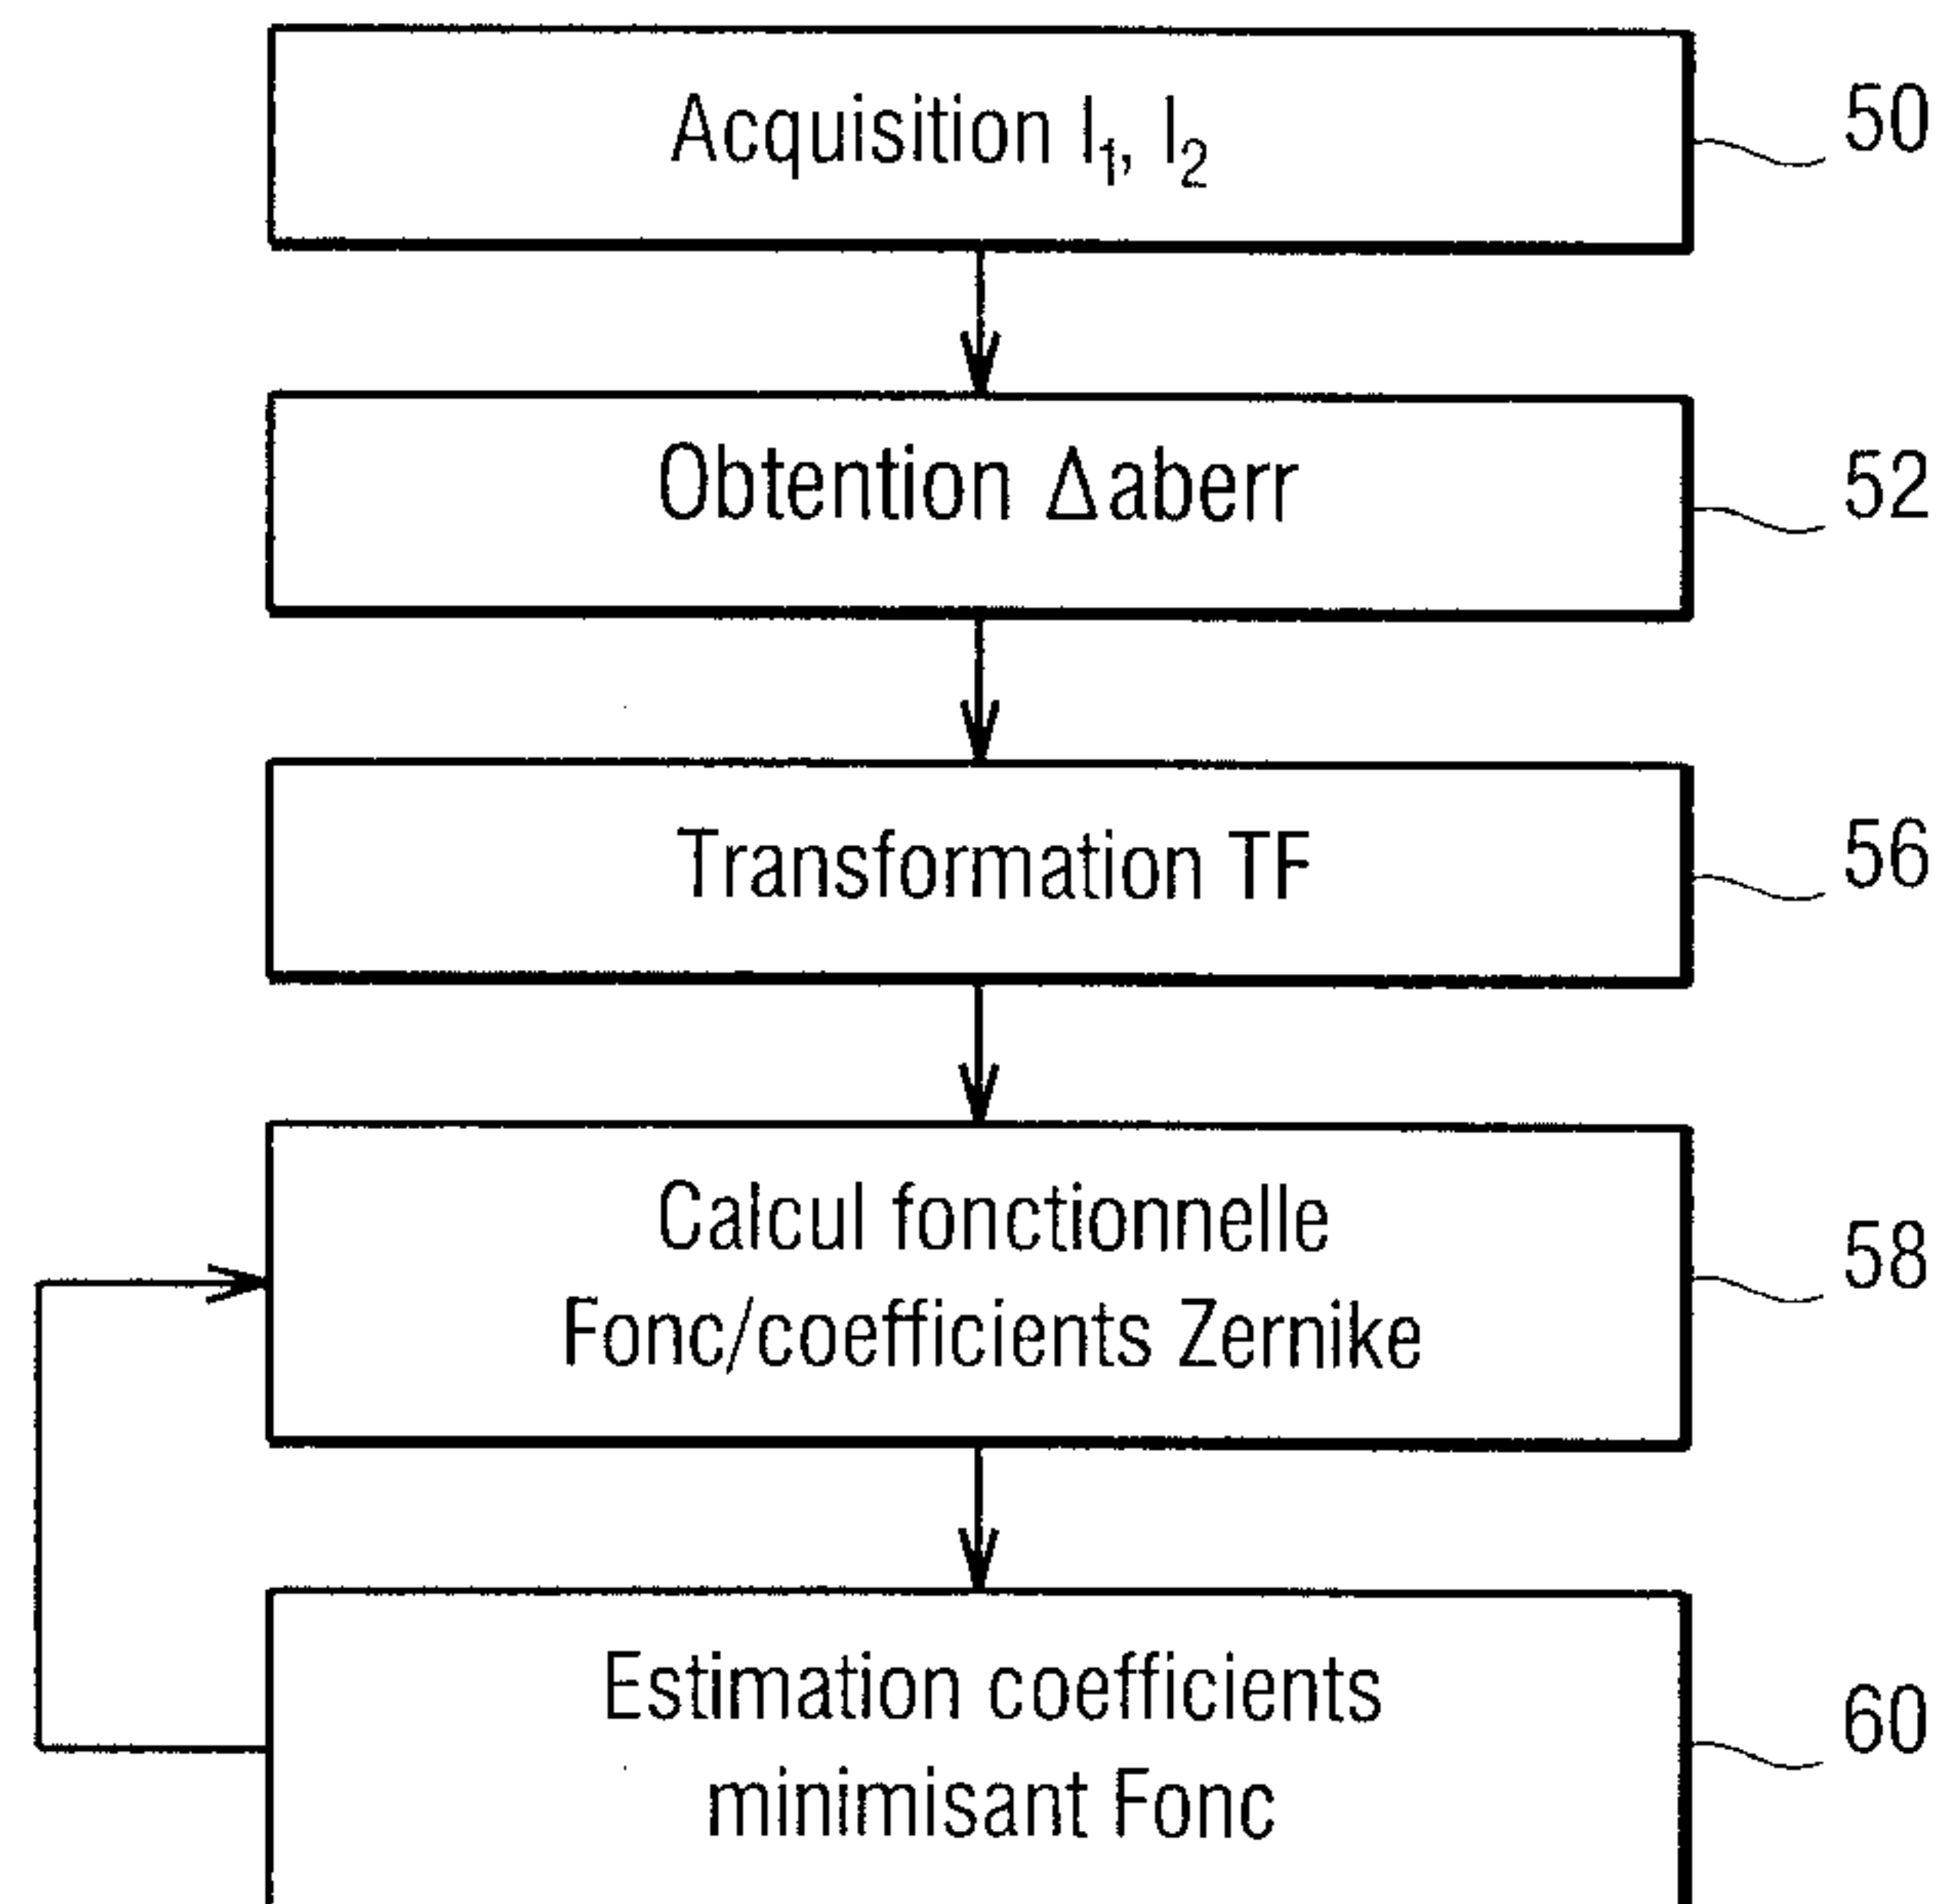 Acquisition I₁, I₂
50
Obtention Δaberr
52
Transformation TF
56
Calcul fonctionnelle
Fonc/coefficients Zernike
58
Estimation coefficients
minimisant Fonc
60